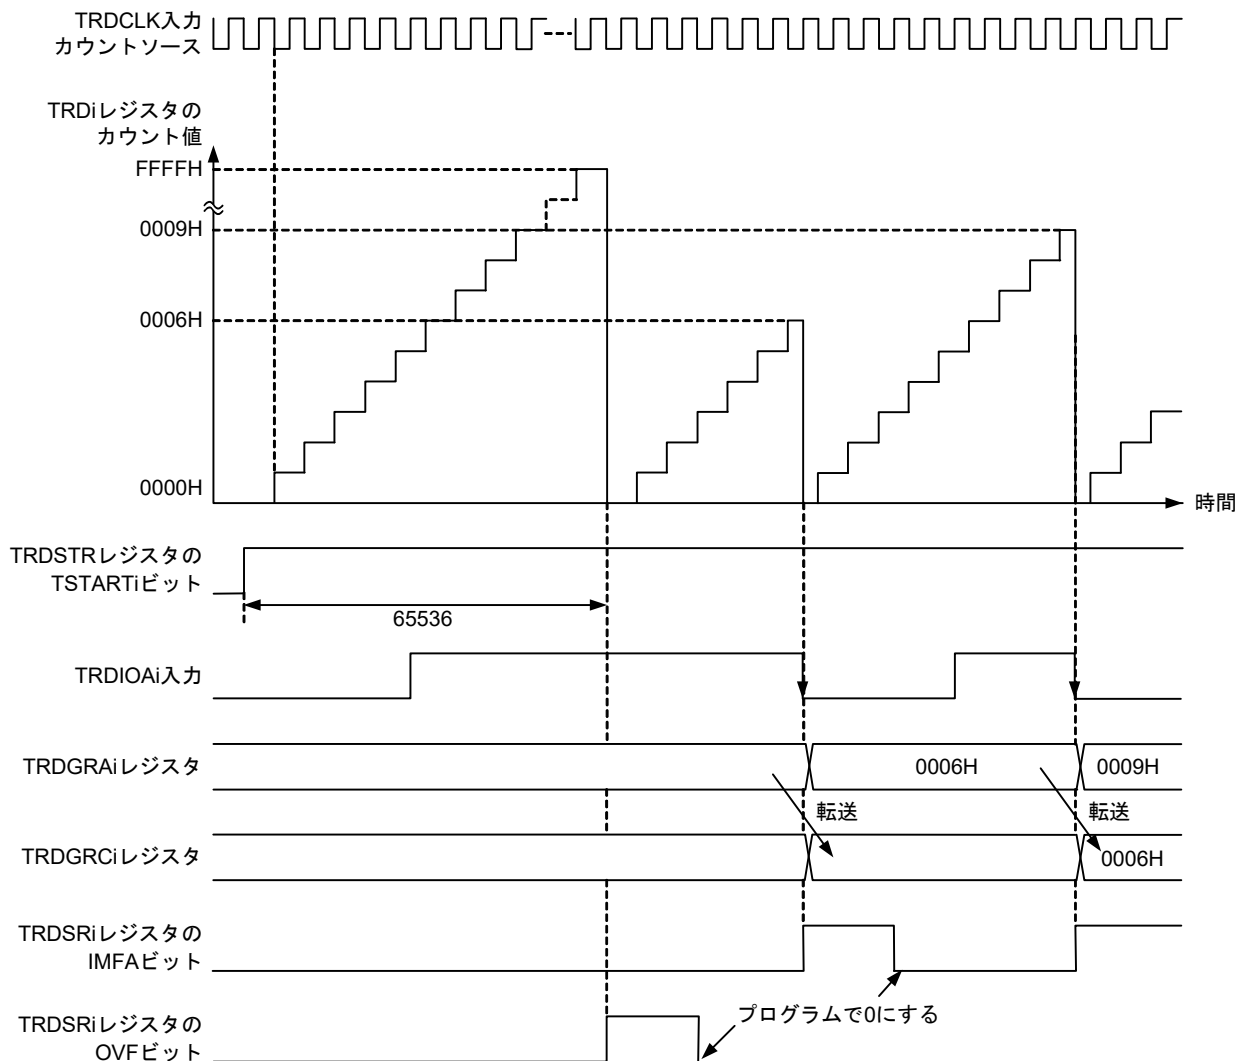 TRDCLK入力
カウントソース
TRDiレジスタの
カウント値
FFFFH
0009H
0006H
0000H
時間
TRDSTRレジスタの
TSTARTiビット
65536
TRDIOAi入力
TRDGRAiレジスタ
0006H
0009H
転送
転送
TRDGRCiレジスタ
0006H
TRDSRiレジスタの
IMFAビット
プログラムで0にする
TRDSRiレジスタの
OVFビット